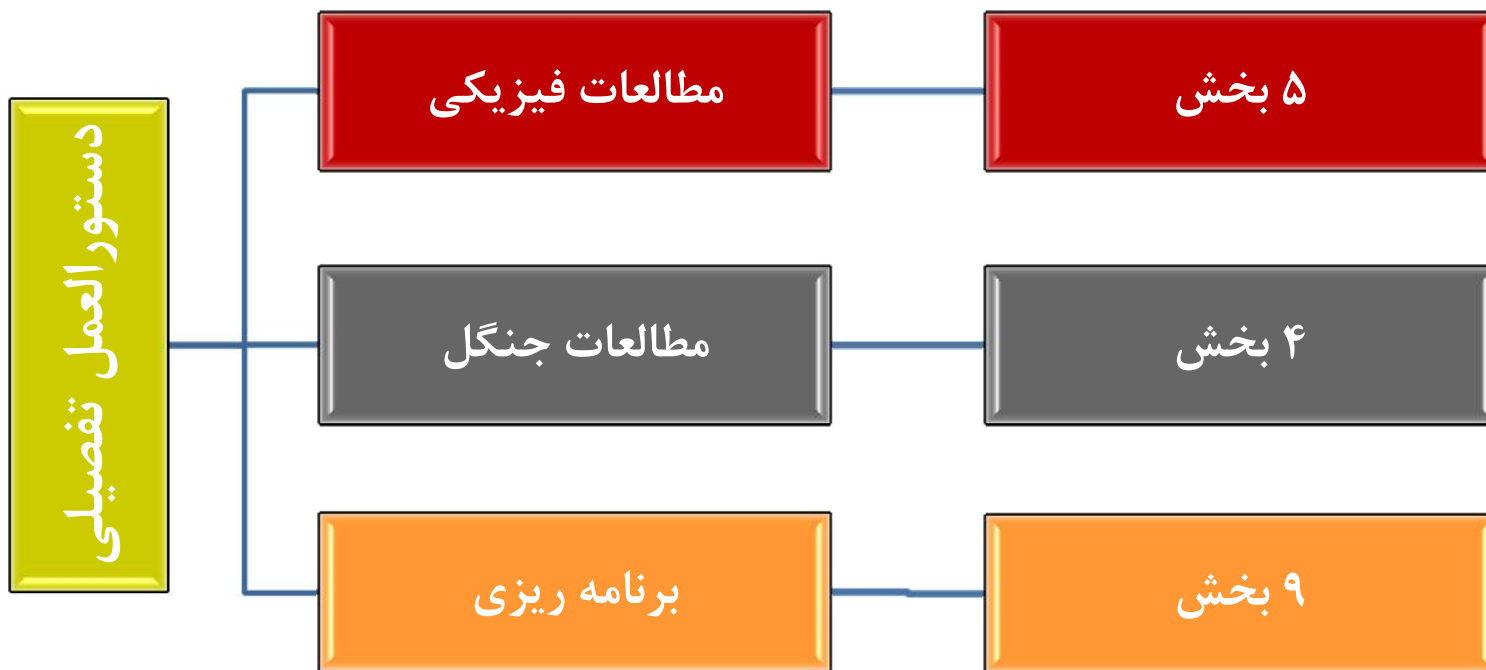 دستورالعمل تفصیلی
مطالعات فیزیکی
۵ بخش
مطالعات جنگل
۴ بخش
برنامه ریزی
۹ بخش